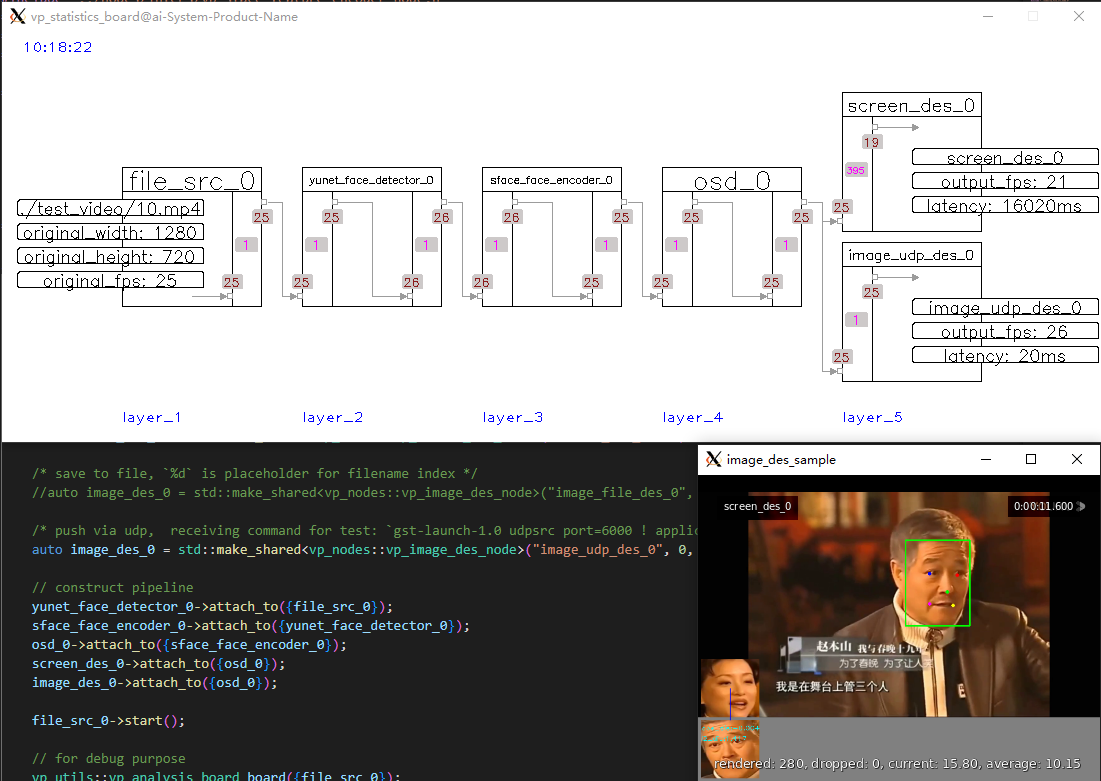 vp_statistics_board@ai-System-Product-Name
10:18:22
screen_des_0
19
395
25
screen_des_0
output_fps: 21
latency: 16020ms
file_src_0
./test_video/10.mp4
original_width: 1280
original_height: 720
original_fps: 25
25
1
25
yunet_face_detector_0
25
26
1
1
25
26
sface_face_encoder_0
26
25
1
1
26
25
osd_0
25
25
1
1
25
25
image_udp_des_0
25
1
25
image_udp_des_0
output_fps: 26
latency: 20ms
layer_1
layer_2
layer_3
layer_4
layer_5
/* save to file, `%d` is placeholder for filename index */
//auto image_des_0 = std::make_shared<vp_nodes::vp_image_des_node>("image_file_des_0",
/* push via udp,  receiving command for test: `gst-launch-1.0 udpsrc port=6000 ! applic
auto image_des_0 = std::make_shared<vp_nodes::vp_image_des_node>("image_udp_des_0", 0,
// construct pipeline
yunet_face_detector_0->attach_to({file_src_0});
sface_face_encoder_0->attach_to({yunet_face_detector_0});
osd_0->attach_to({sface_face_encoder_0});
screen_des_0->attach_to({osd_0});
image_des_0->attach_to({osd_0});
file_src_0->start();
// for debug purpose
vp_utils::vp_analysis_board board({file_src_0});
image_des_sample
screen_des_0
赵本山 我与春晚十九年
为了春晚 为了让人笑
我是在舞台上管三个人
rendered: 280, dropped: 0, current: 15.80, average: 10.15